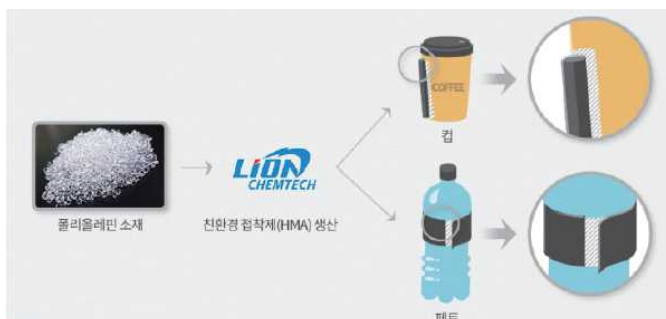 COFFEE
컵
LION
CHEMTECH
폴리올레핀 소재
친환경 접착제(HMA) 생산
페트